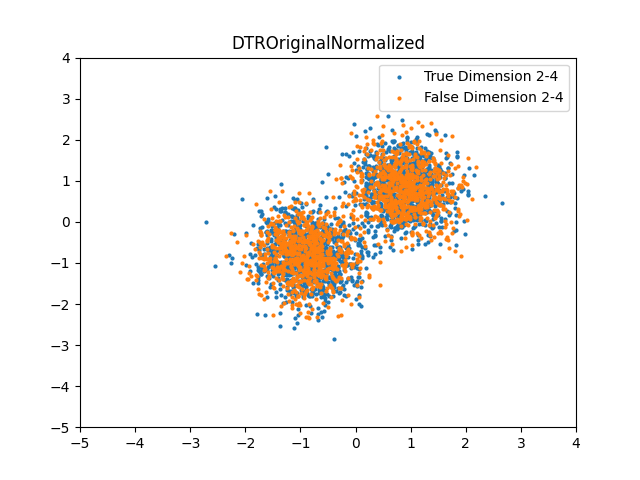 DTROriginalNormalized
True Dimension 2-4
False Dimension 2-4
4
3
2
1
0
−1
−2
−3
−4
−5
−5 −4 −3 −2 −1 0 1 2 3 4